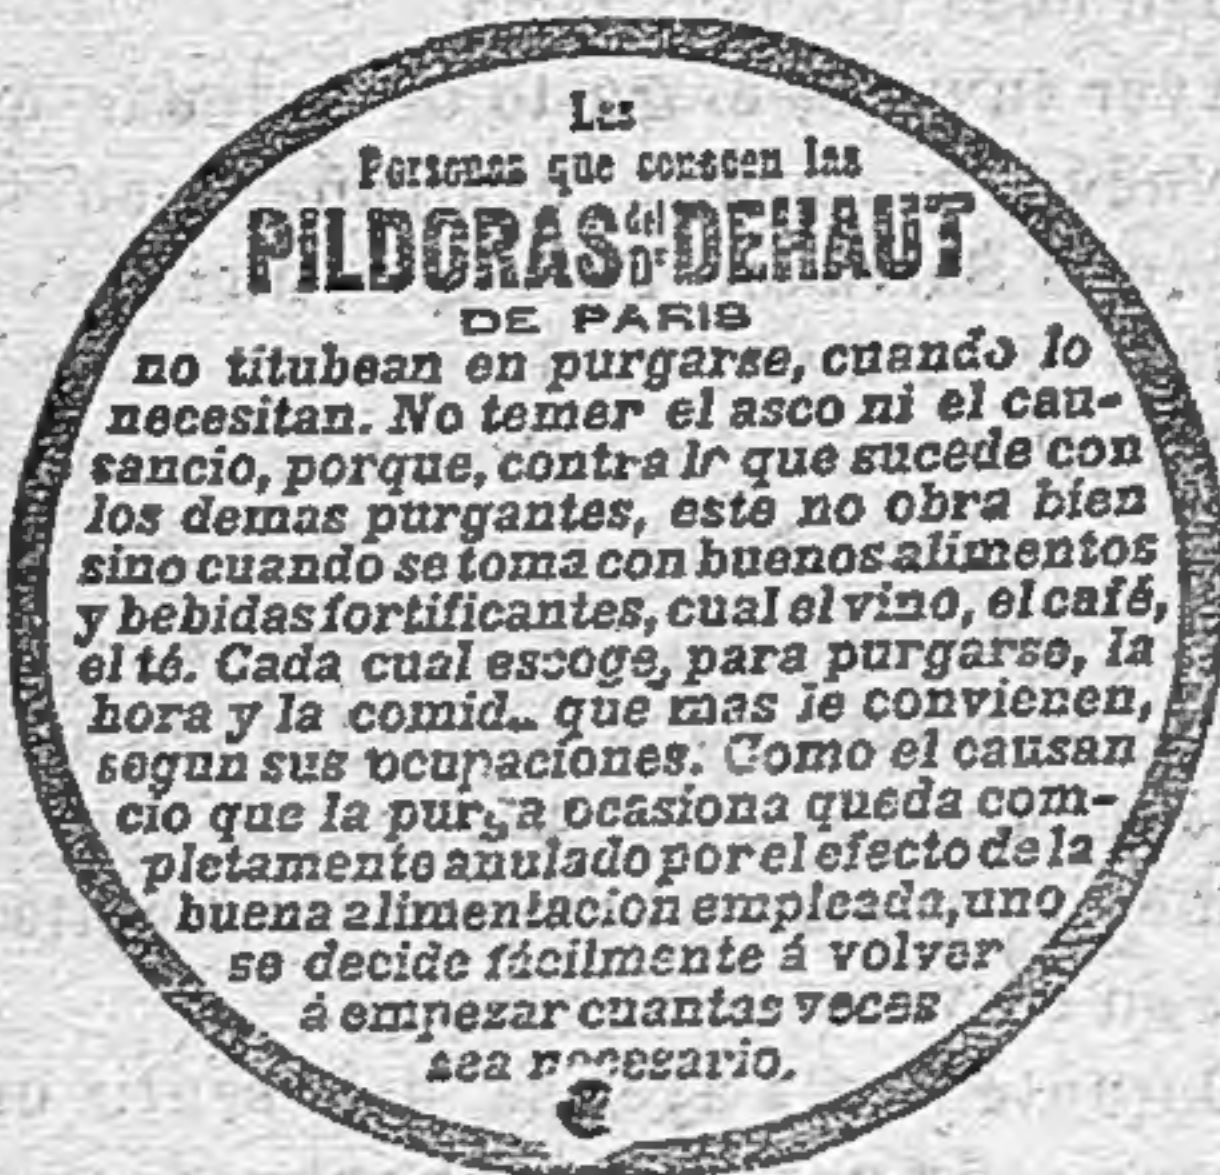 Las
Personas que conocen las
PILDORAS del Dr DEHAUT
DE PARIS
no titubean en purgarse, cuando lo
necesitan. No temer el asco ni el cau-
sancio, porque, contra lo que sucede con
los demas purgantes, este no obra bien
sino cuando se toma con buenos alimentos
y bebidas fortificantes, cual el vino, el café,
el té. Cada cual escoge, para purgarse, la
hora y la comida que mas le convienen,
segun sus ocupaciones. Como el causan
cio que la purga ocasiona queda com-
pletamente anulado por el efecto de la
buena alimentacion empleada, uno
se decide fácilmente á volver
á empezar cuantas veces
sea necesario.